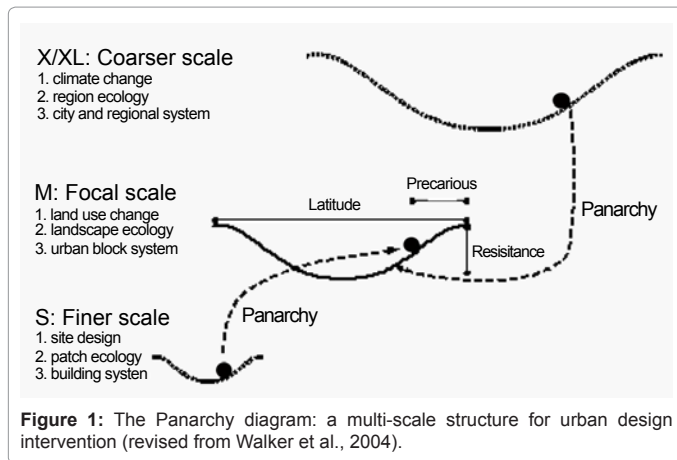 X/XL: Coarser scale
1. climate change
2. region ecology
3. city and regional system
M: Focal scale
1. land use change
2. landscape ecology
3. urban block system
Latitude
Precarious
Resisitance
Panarchy
S: Finer scale
1. site design
2. patch ecology
3. building systen
Panarchy
Figure 1: The Panarchy diagram: a multi-scale structure for urban design
intervention (revised from Walker et al., 2004).